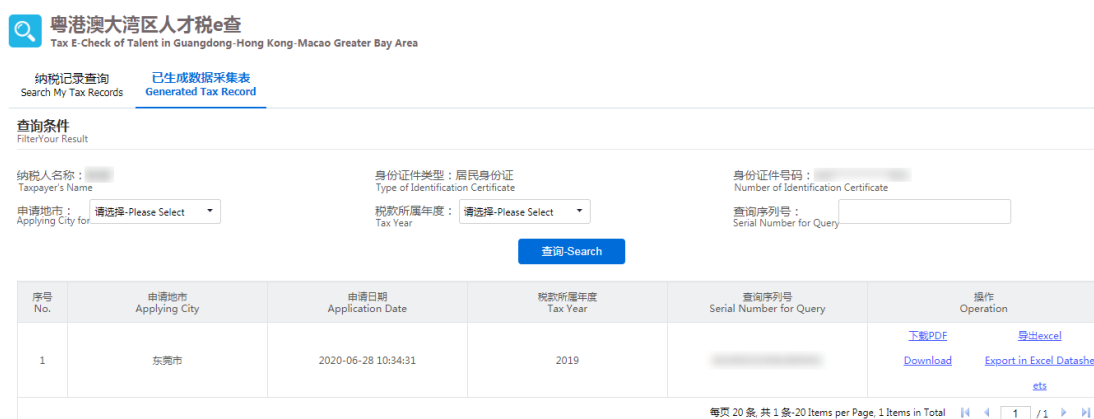 粤港澳大湾区人才税e查
Tax E-Check of Talent in Guangdong-Hong Kong-Macao Greater Bay Area
纳税记录查询 已生成数据采集表
Search My Tax Records Generated Tax Record
查询条件
FilterYour Result
纳税人名称： 身份证件类型：居民身份证 身份证件号码：
Taxpayer's Name Type of Identification Certificate Number of Identification Certificate
申请地市： 请选择-Please Select 税款所属年度： 请选择-Please Select 查询序列号：
Applying City for Tax Year Serial Number for Query
查询-Search
序号 申请地市 申请日期 税款所属年度 查询序列号 操作
No. Applying City Application Date Tax Year Serial Number for Query Operation
下载PDF 导出excel
1 东莞市 2020-06-28 10:34:31 2019 Download Export in Excel Datashe
ets
每页 20 条, 共 1 条-20 Items per Page, 1 Items in Total 1 /1